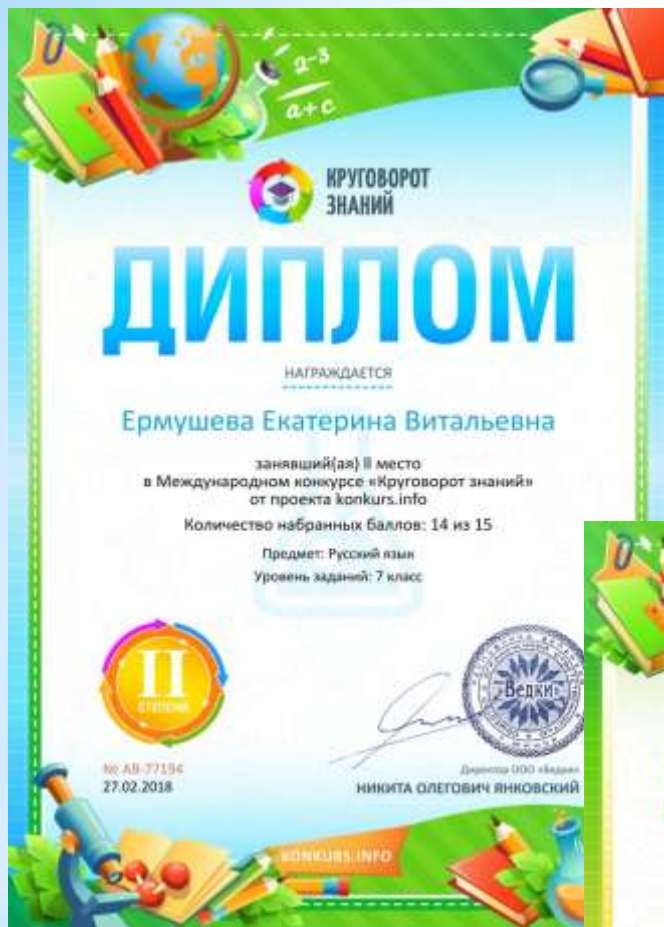 2-3
a+c
КРУГОВОРОТ
ЗНАНИЙ
ДИПЛОМ
НАГРАЖДАЕТСЯ
Ермушева Екатерина Витальевна
занявший(ая) II место
в Международном конкурсе «Круговорот знаний»
от проекта konkurs.info
Количество набранных баллов: 14 из 15
Предмет: Русский язык
Уровень заданий: 7 класс
II
СТЕПЕНИ
Ведки
№ AB-77194
27.02.2018
Директор ООО «Ведки»
НИКИТА ОЛЕГОВИЧ ЯНКОВСКИЙ
KONKURS.INFO